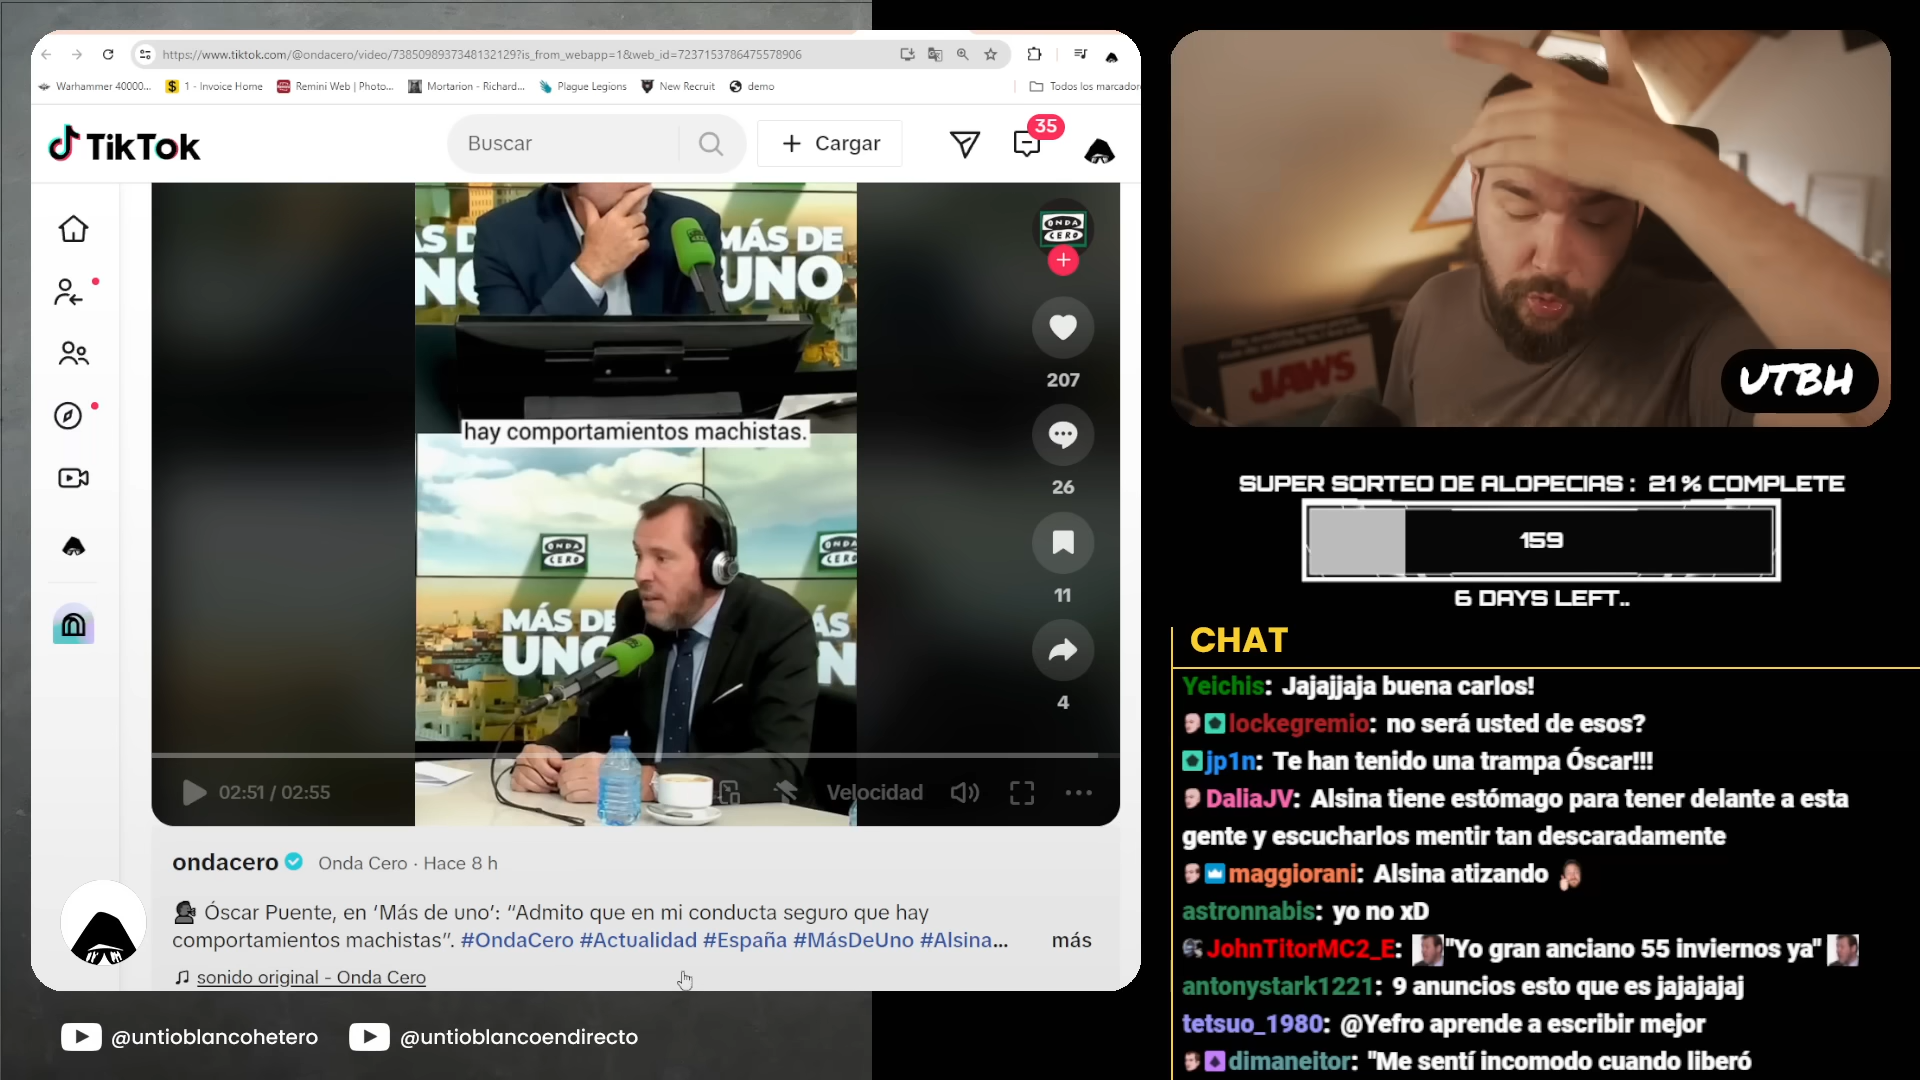 https://www.tiktok.com/@ondacero/video/7385098937348132129?is_from_webapp=1&web_id=7237153786475578906
Warhammer 40000...
1 - Invoice Home
Remini Web | Photo...
Mortarion - Richard...
Plague Legions
New Recruit
demo
Todos los marcador
TikTok
Buscar
Cargar
35
MÁS DE
UNO
ONDA
CERO
207
hay comportamientos machistas.
26
ONDA
CERO
ONDA
CERO
11
MÁS DE
UNO
4
02:51 / 02:55
Velocidad
ondacero Onda Cero · Hace 8 h
Óscar Puente, en ‘Más de uno’: “Admito que en mi conducta seguro que hay
comportamientos machistas”. #OndaCero #Actualidad #España #MásDeUno #Alsina...
más
sonido original - Onda Cero
@untioblancohetero
@untioblancoendirecto
JAWS
UTBH
SUPER SORTEO DE ALOPECIAS : 21 % COMPLETE
159
6 DAYS LEFT..
CHAT
Yeichis: Jajajjaja buena carlos!
lockegremio: no será usted de esos?
jp1n: Te han tenido una trampa Óscar!!!
DaliaJV: Alsina tiene estómago para tener delante a esta
gente y escucharlos mentir tan descaradamente
maggiorani: Alsina atizando
astronnabis: yo no xD
JohnTitorMC2_E: "Yo gran anciano 55 inviernos ya"
antonystark1221: 9 anuncios esto que es jajajajaj
tetsuo_1980: @Yefro aprende a escribir mejor
dimaneitor: "Me sentí incomodo cuando liberó